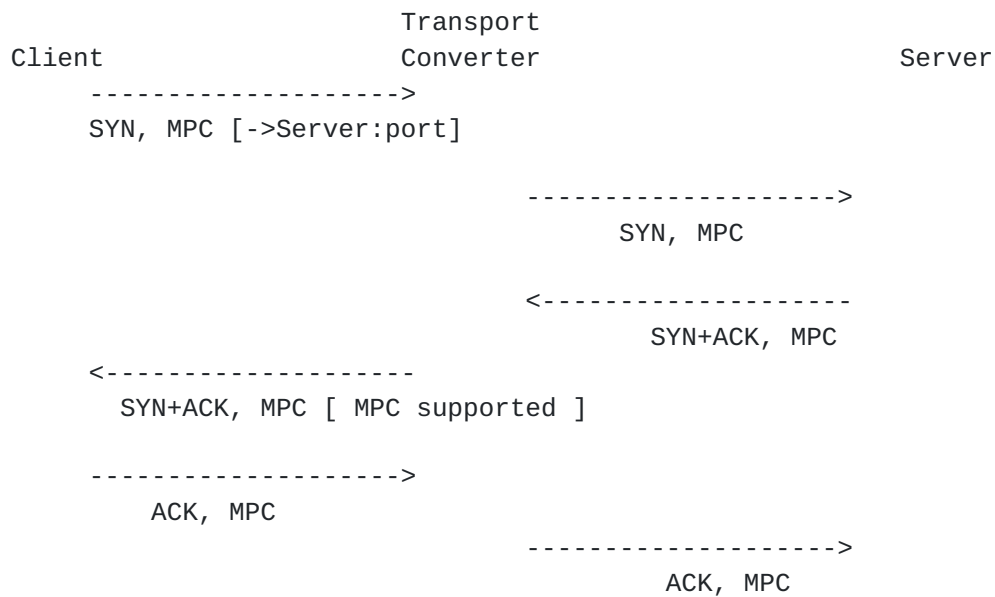 Transport
Client Converter Server
-------------------->
SYN, MPC [->Server:port]
-------------------->
SYN, MPC
<---------------------
SYN+ACK, MPC
<--------------------
SYN+ACK, MPC [ MPC supported ]
-------------------->
ACK, MPC
-------------------->
ACK, MPC